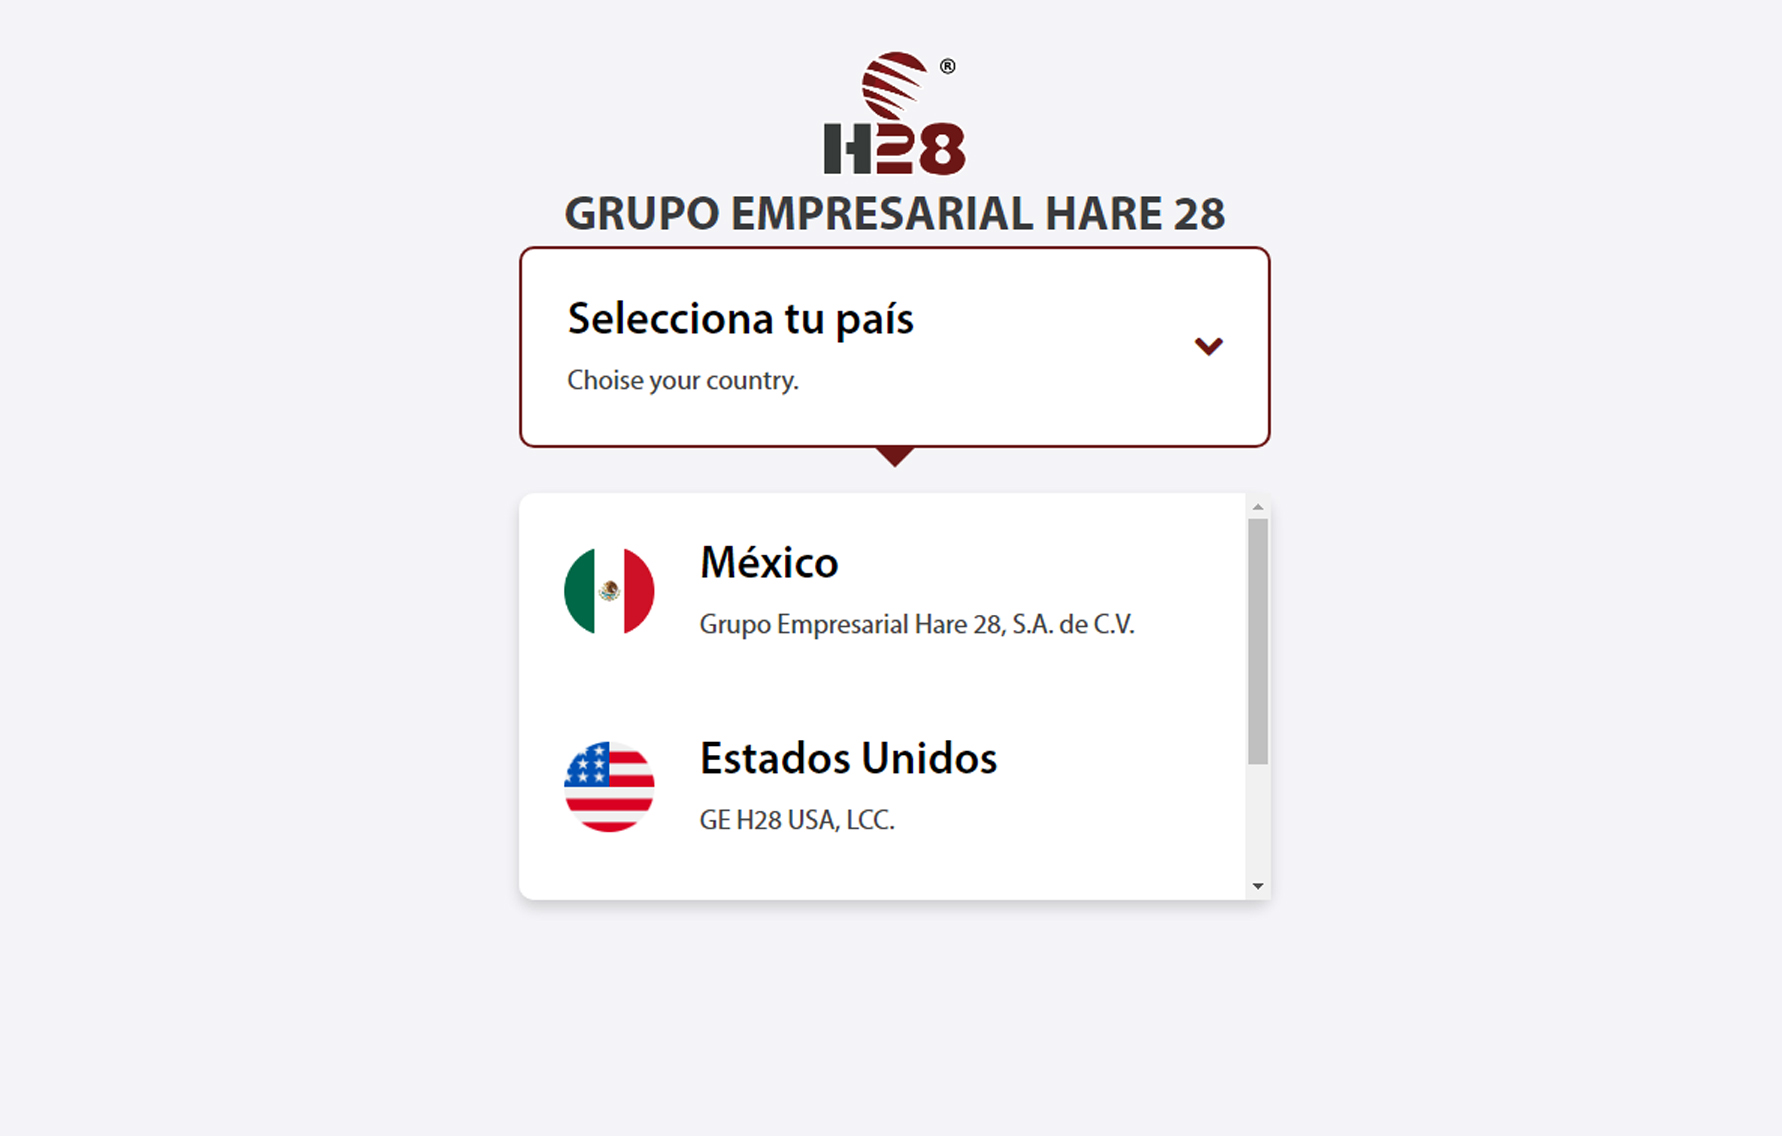 ®
H28
GRUPO EMPRESARIAL HARE 28
Selecciona tu país
Choise your country.
México
Grupo Empresarial Hare 28, S.A. de C.V.
Estados Unidos
GE H28 USA, LCC.